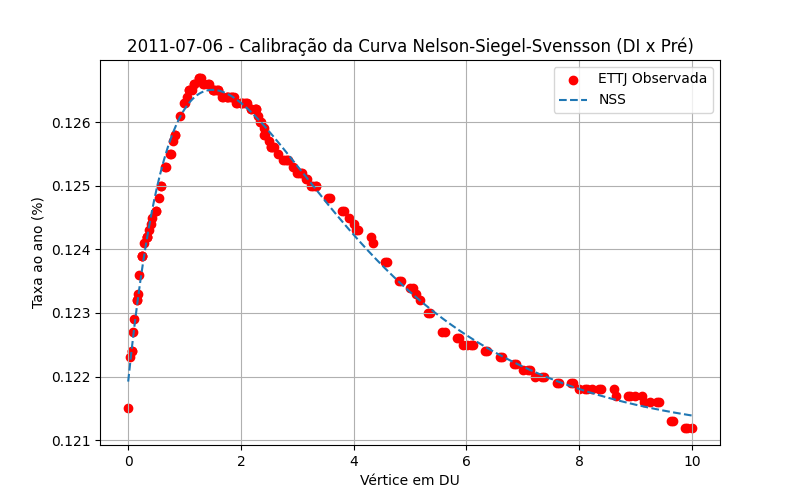 2011-07-06 - Calibração da Curva Nelson-Siegel-Svensson (DI x Pré)
ETTJ Observada
NSS
Taxa ao ano (%)
0.126
0.125
0.124
0.123
0.122
0.121
0 2 4 6 8 10
Vértice em DU